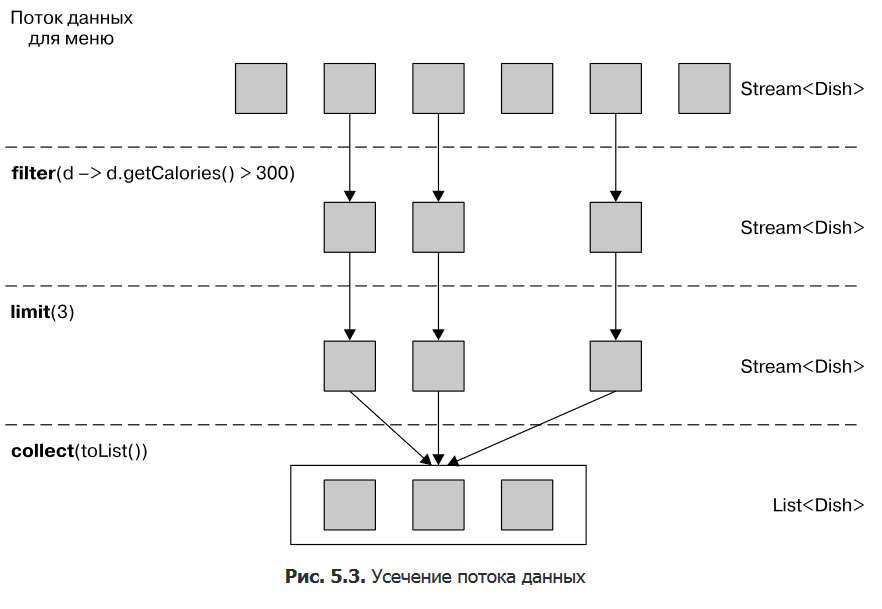 Поток данных
для меню
Stream<Dish>
filter(d –> d.getCalories() > 300)
Stream<Dish>
limit(3)
Stream<Dish>
collect(toList())
List<Dish>
Рис. 5.3. Усечение потока данных